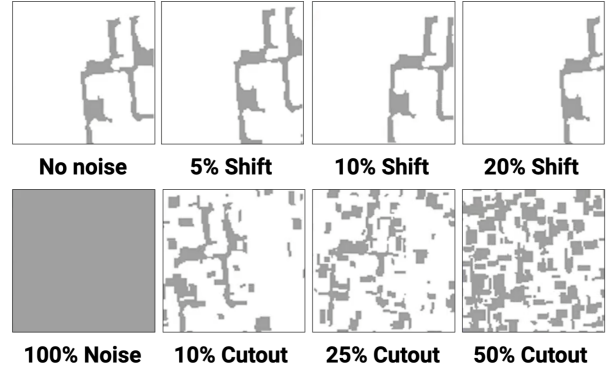 No noise
5% Shift
10% Shift
20% Shift
100% Noise
10% Cutout
25% Cutout
50% Cutout